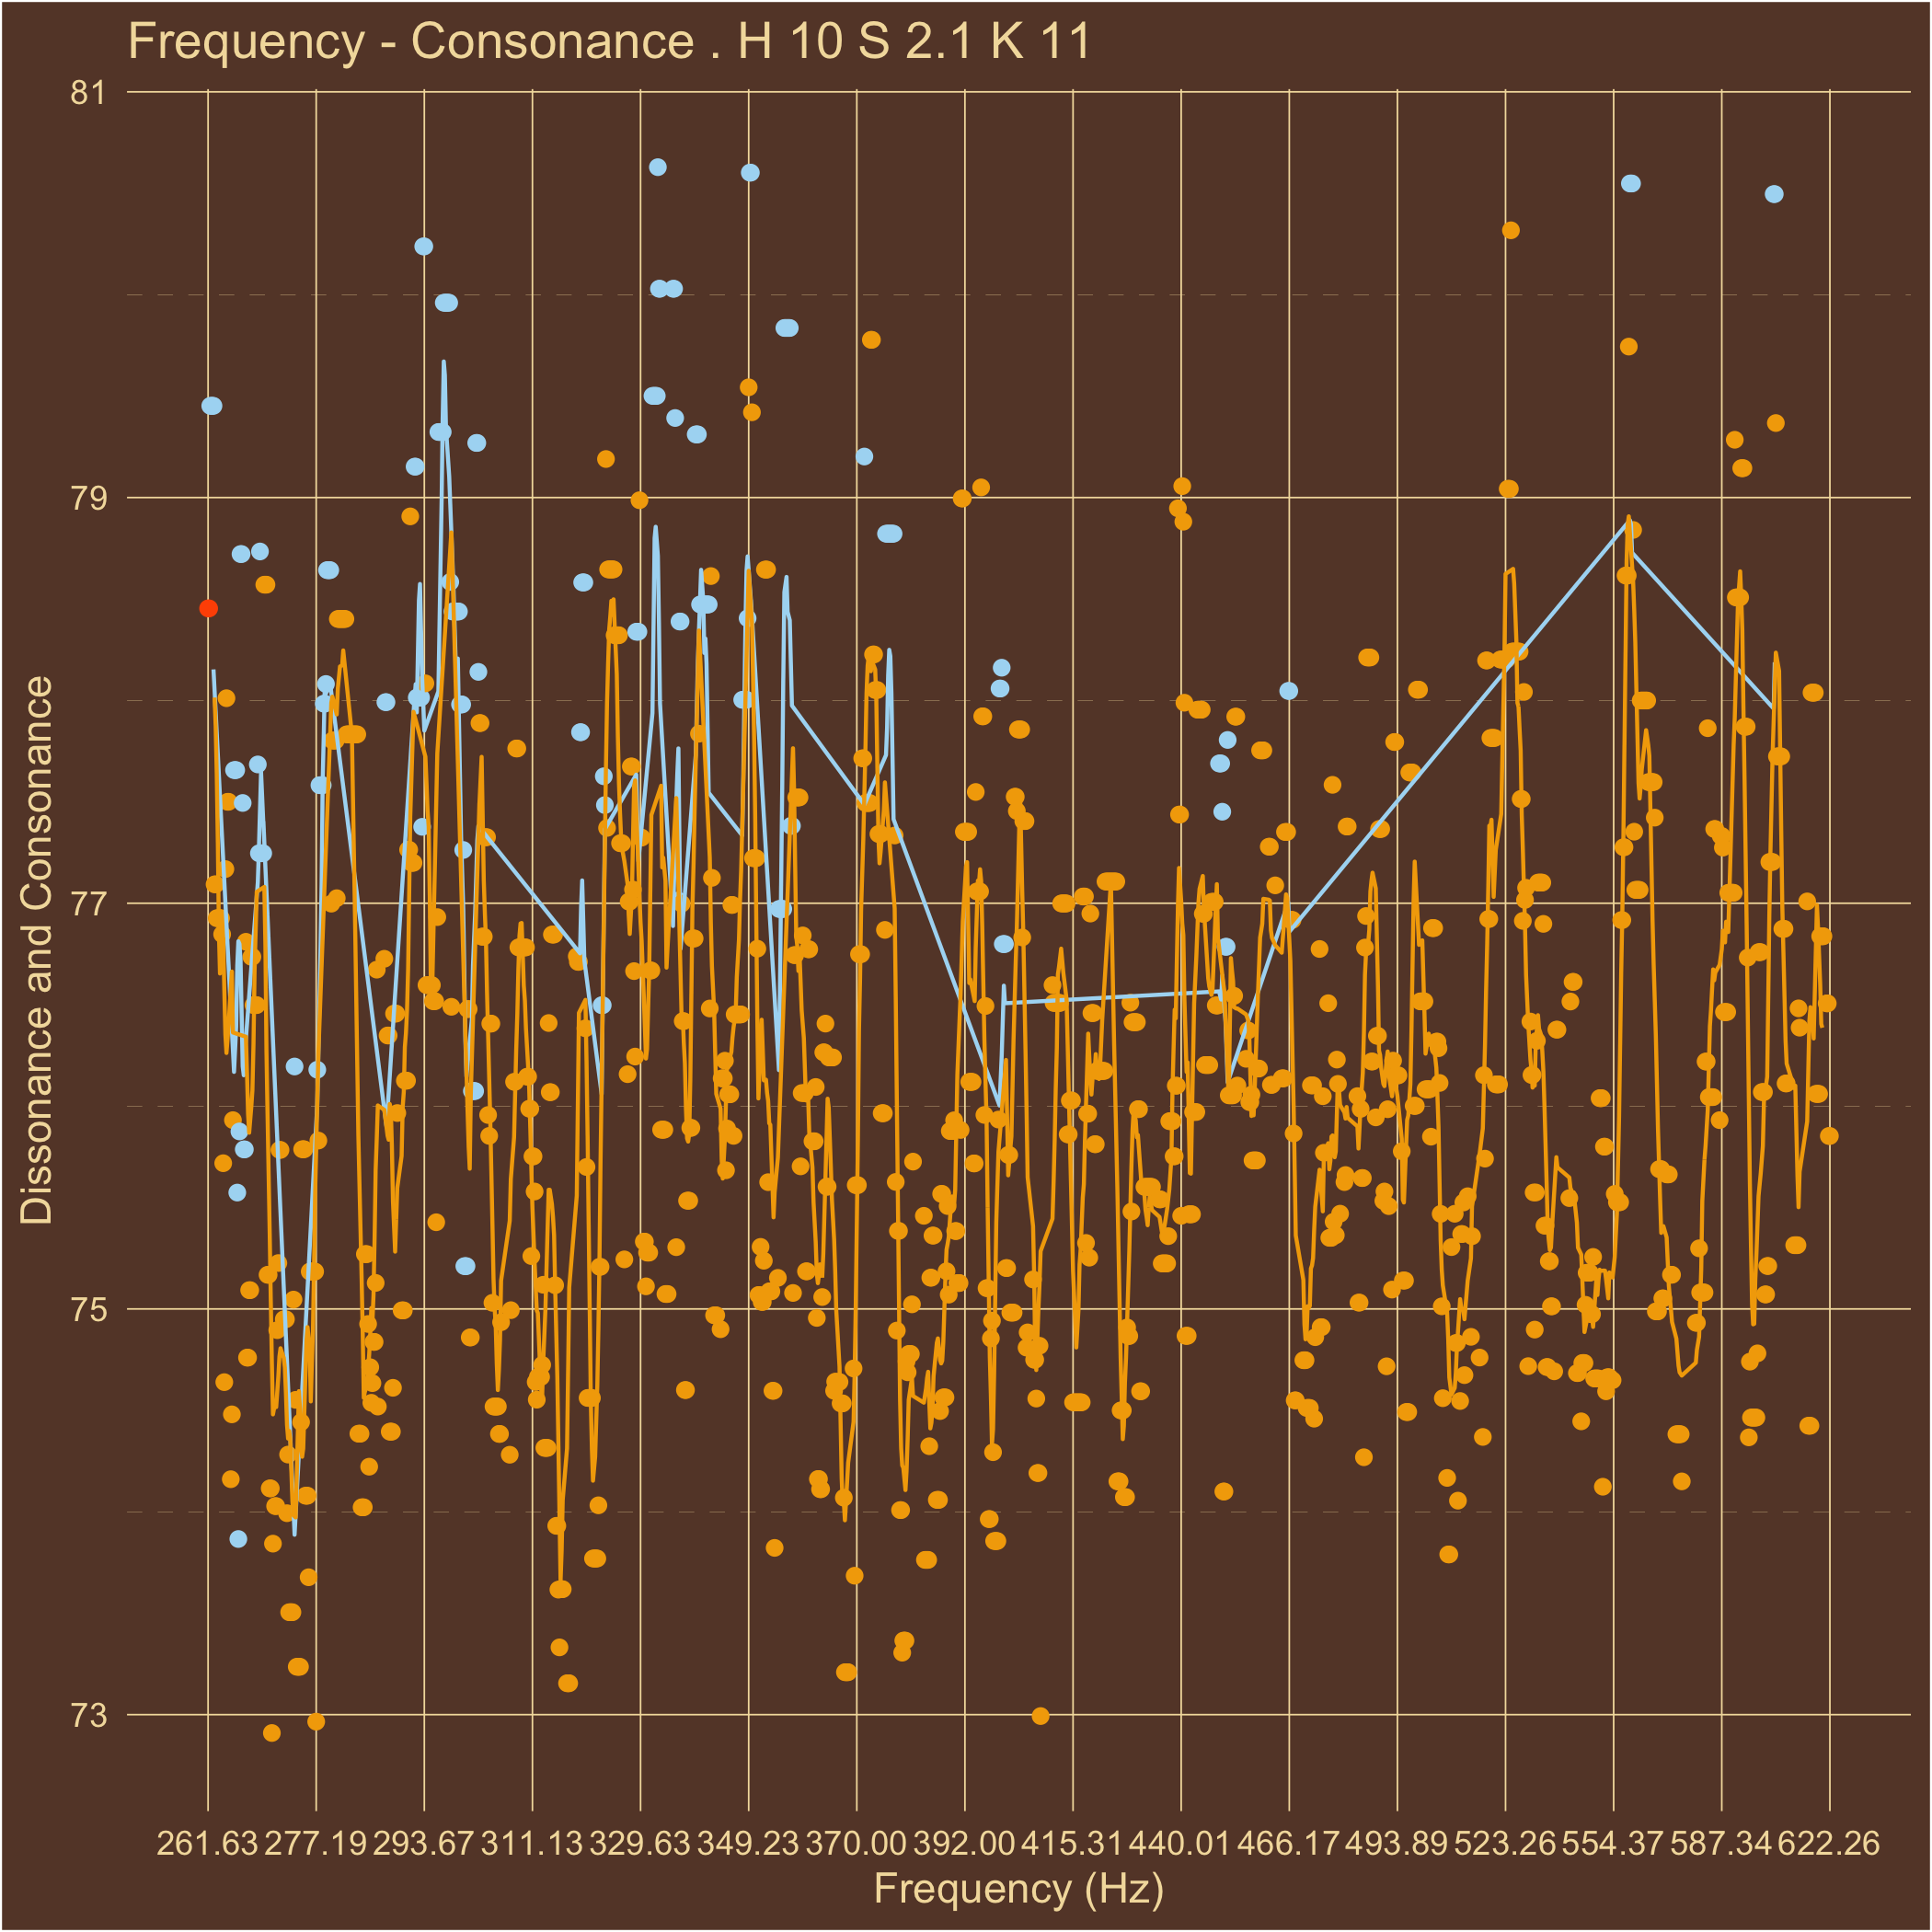 Frequency - Consonance . H 10 S 2.1 K 11
81
79
77
75
73
Dissonance and Consonance
261.63 277.19 293.67 311.13 329.63 349.23 370.00 392.00 415.31 440.01 466.17 493.89 523.26 554.37 587.34 622.26
Frequency (Hz)